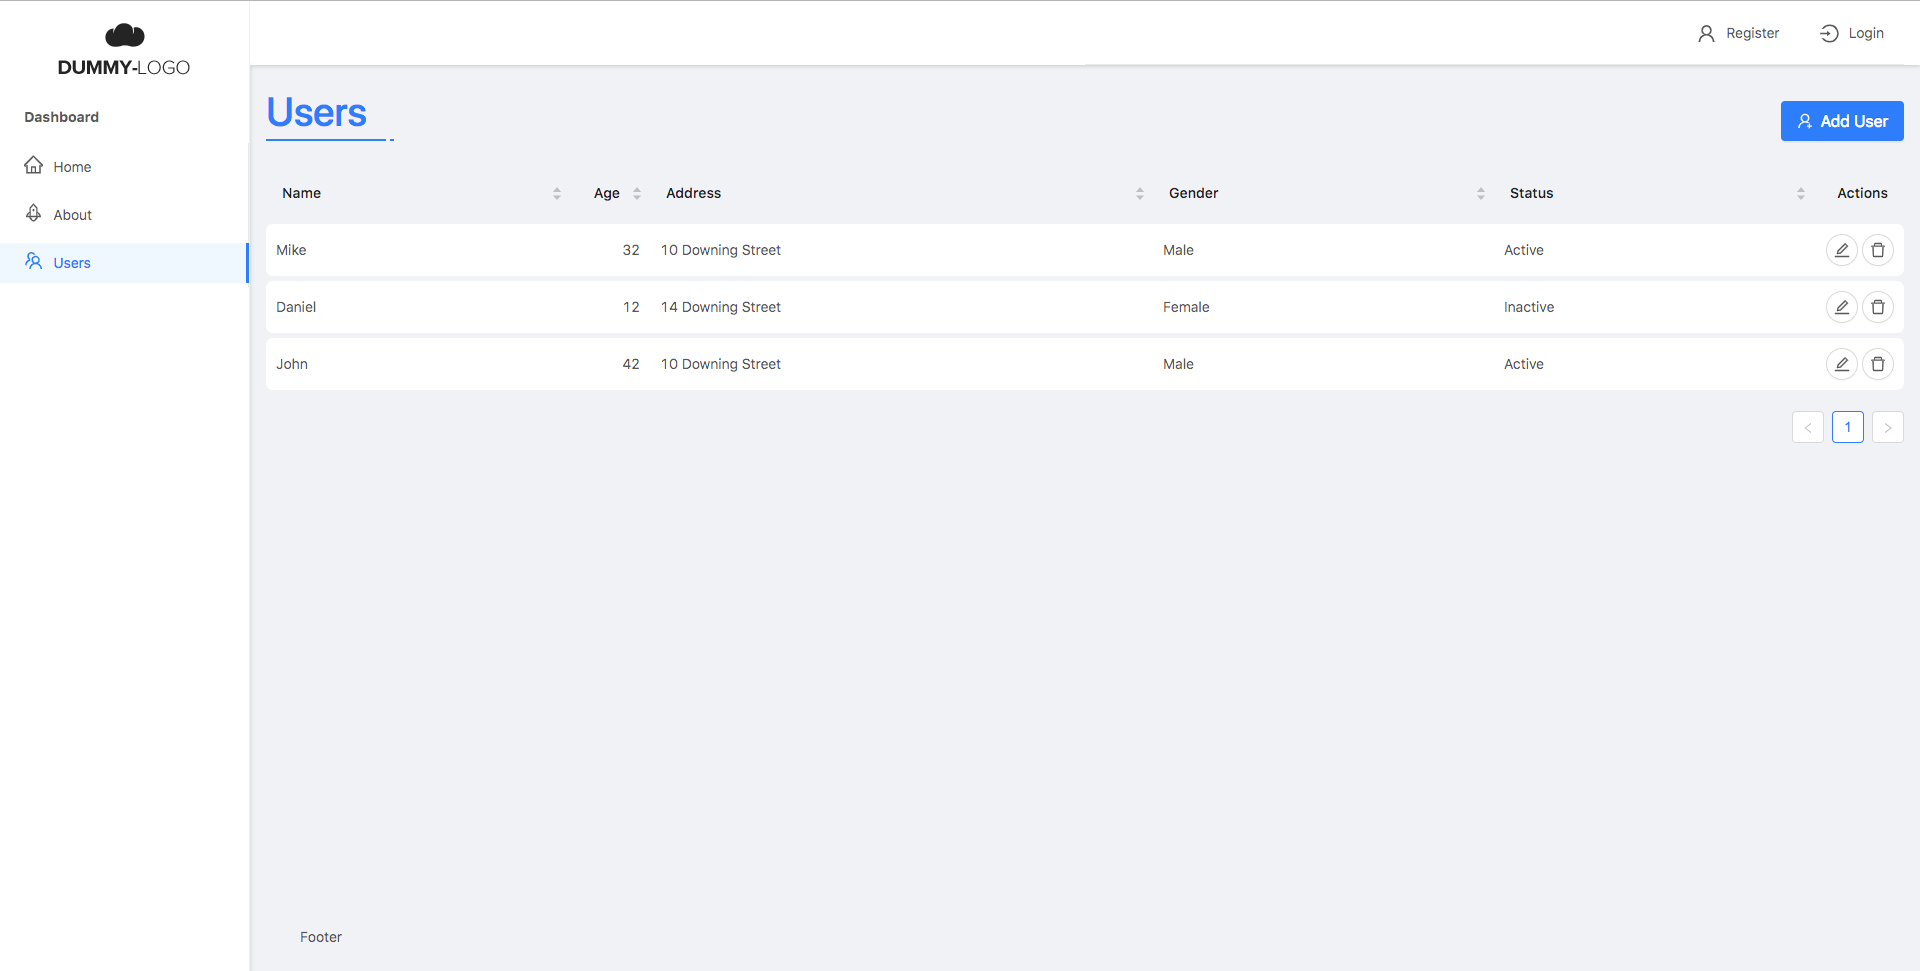 DUMMY-LOGO
Register Login
Dashboard
Home
About
Users
Users
Add User
Name Age Address Gender Status Actions
Mike 32 10 Downing Street Male Active
Daniel 12 14 Downing Street Female Inactive
John 42 10 Downing Street Male Active
< 1 >
Footer